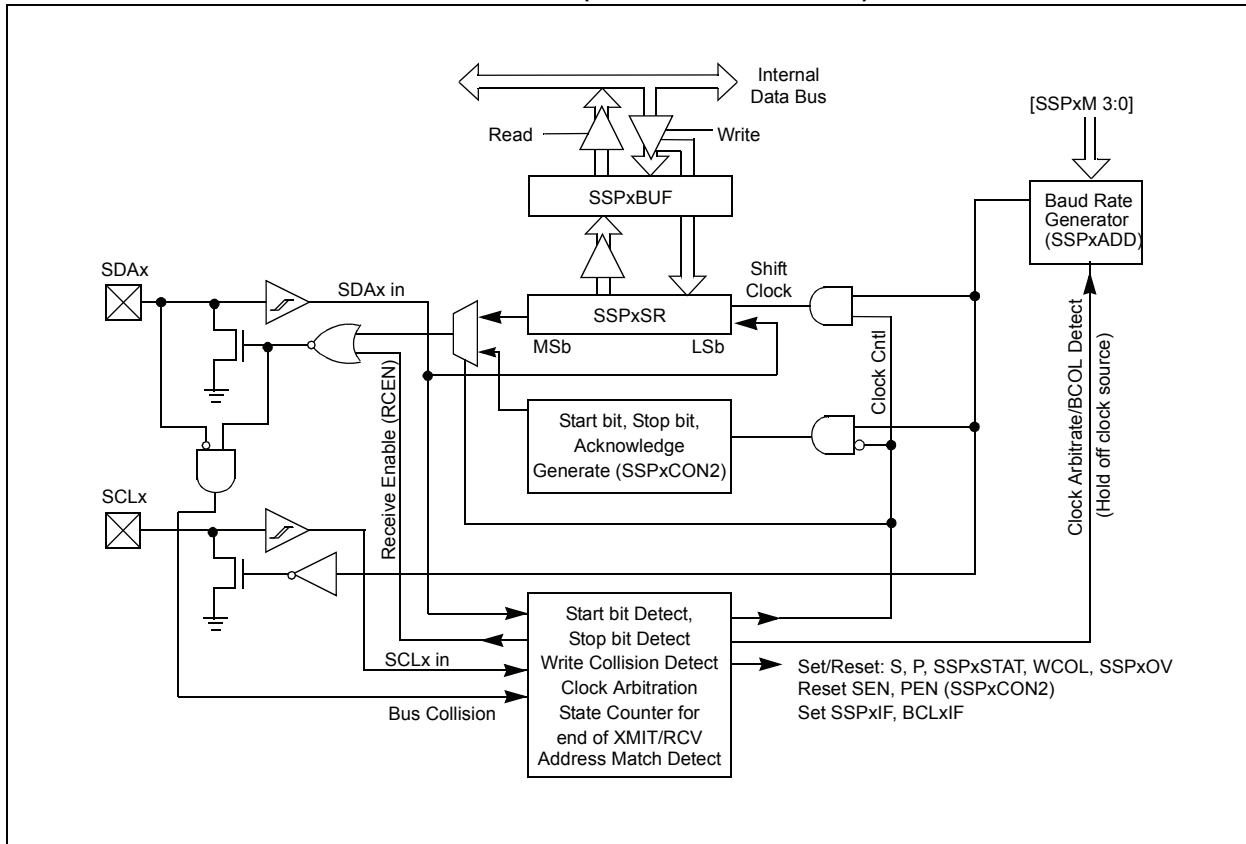 Internal
Data Bus
[SSPxM 3:0]
Read
Write
SSPxBUF
Baud Rate
Generator
(SSPxADD)
SDAx
SDAx in
Shift
Clock
SSPxSR
MSb
LSb
Start bit, Stop bit,
Acknowledge
Generate (SSPxCON2)
Clock Cntl
Clock Arbitrate/BCOL Detect
(Hold off clock source)
Receive Enable (RCEN)
SCLx
SCLx in
Bus Collision
Start bit Detect,
Stop bit Detect
Write Collision Detect
Clock Arbitration
State Counter for
end of XMIT/RCV
Address Match Detect
Set/Reset: S, P, SSPxSTAT, WCOL, SSPxOV
Reset SEN, PEN (SSPxCON2)
Set SSPxIF, BCLxIF